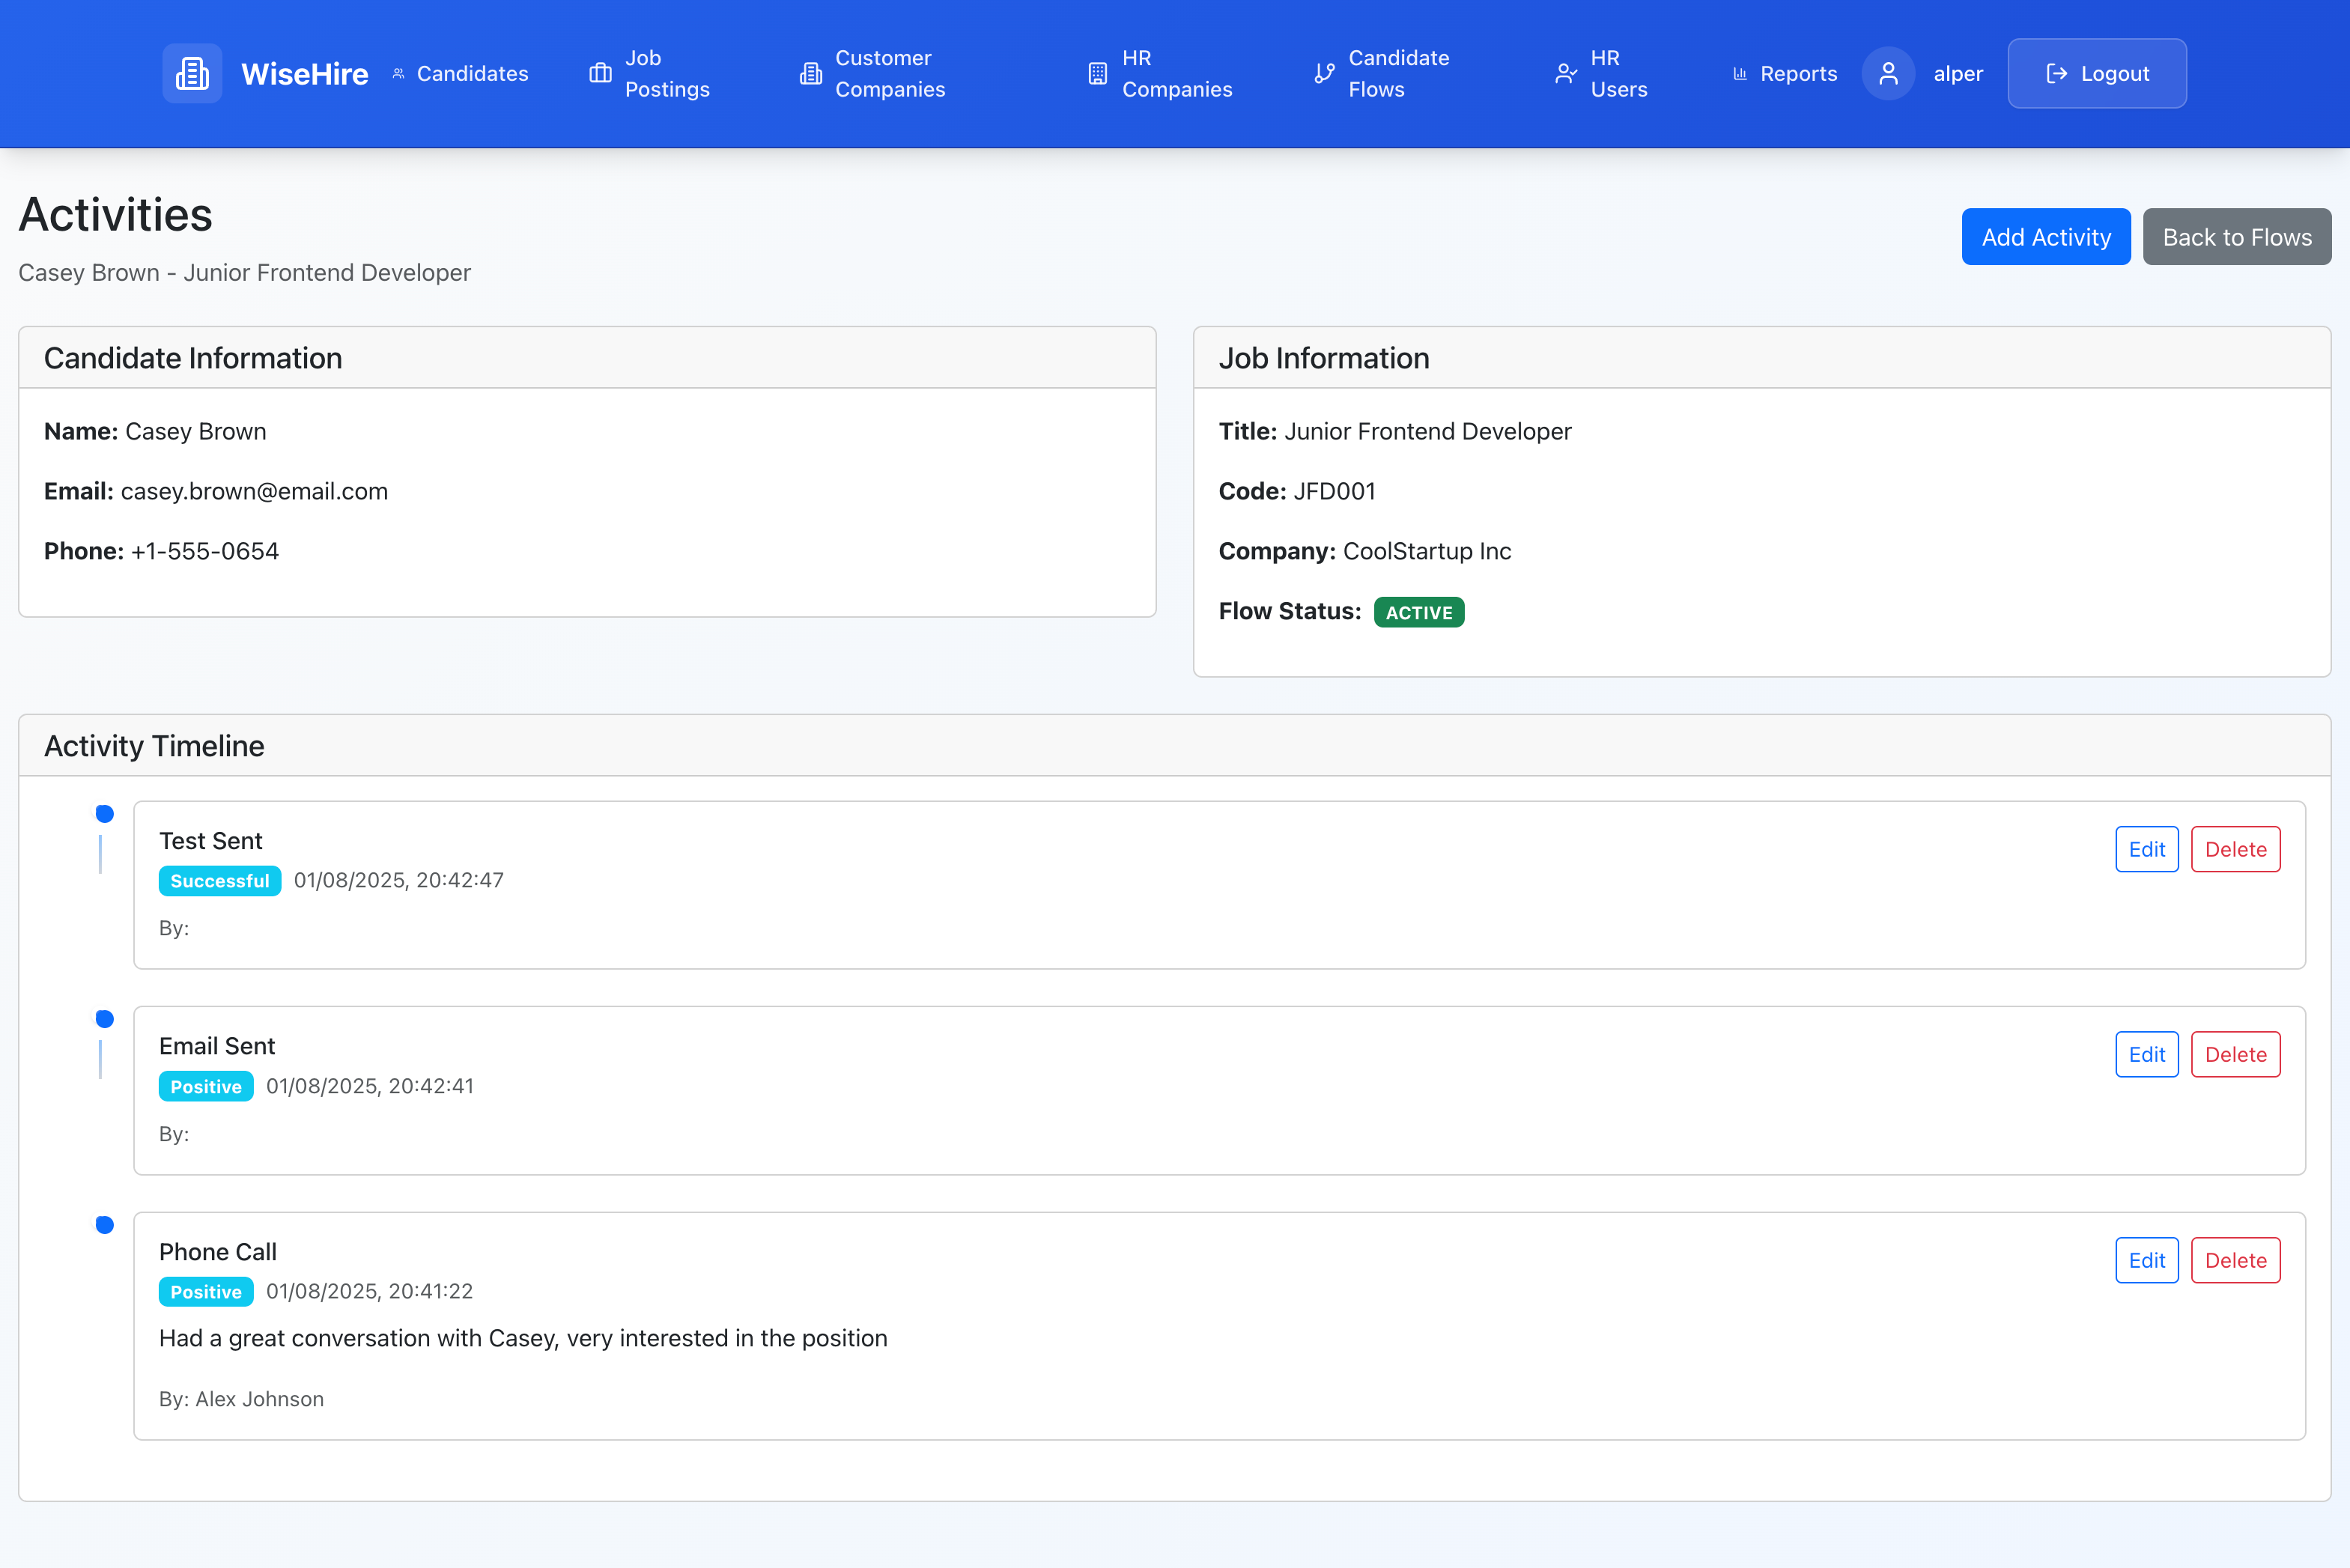 WiseHire
Candidates
Job
Postings
Customer
Companies
HR
Companies
Candidate
Flows
HR
Users
Reports
alper
Logout
Activities
Casey Brown - Junior Frontend Developer
Add Activity
Back to Flows
Candidate Information
Name: Casey Brown
Email: casey.brown@email.com
Phone: +1-555-0654
Job Information
Title: Junior Frontend Developer
Code: JFD001
Company: CoolStartup Inc
Flow Status: ACTIVE
Activity Timeline
Test Sent
Successful 01/08/2025, 20:42:47
By:
Edit
Delete
Email Sent
Positive 01/08/2025, 20:42:41
By:
Edit
Delete
Phone Call
Positive 01/08/2025, 20:41:22
Had a great conversation with Casey, very interested in the position
By: Alex Johnson
Edit
Delete